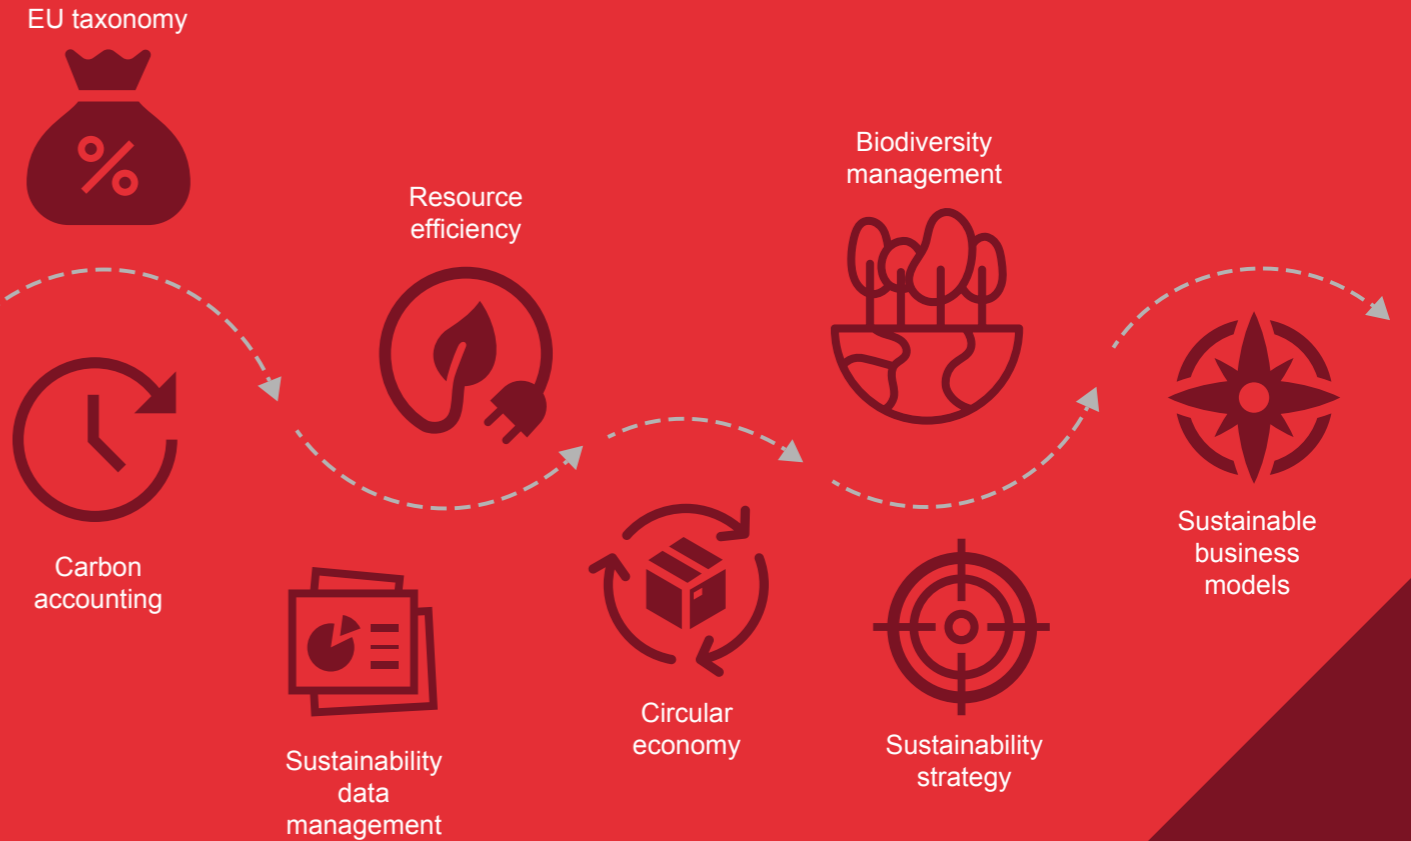 EU taxonomy
Carbon
accounting
Resource
efficiency
Sustainability
data
management
Circular
economy
Biodiversity
management
Sustainability
strategy
Sustainable
business
models